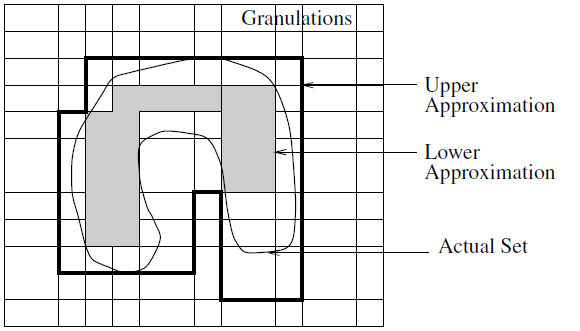 Granulations
Upper
Approximation
Lower
Approximation
Actual Set